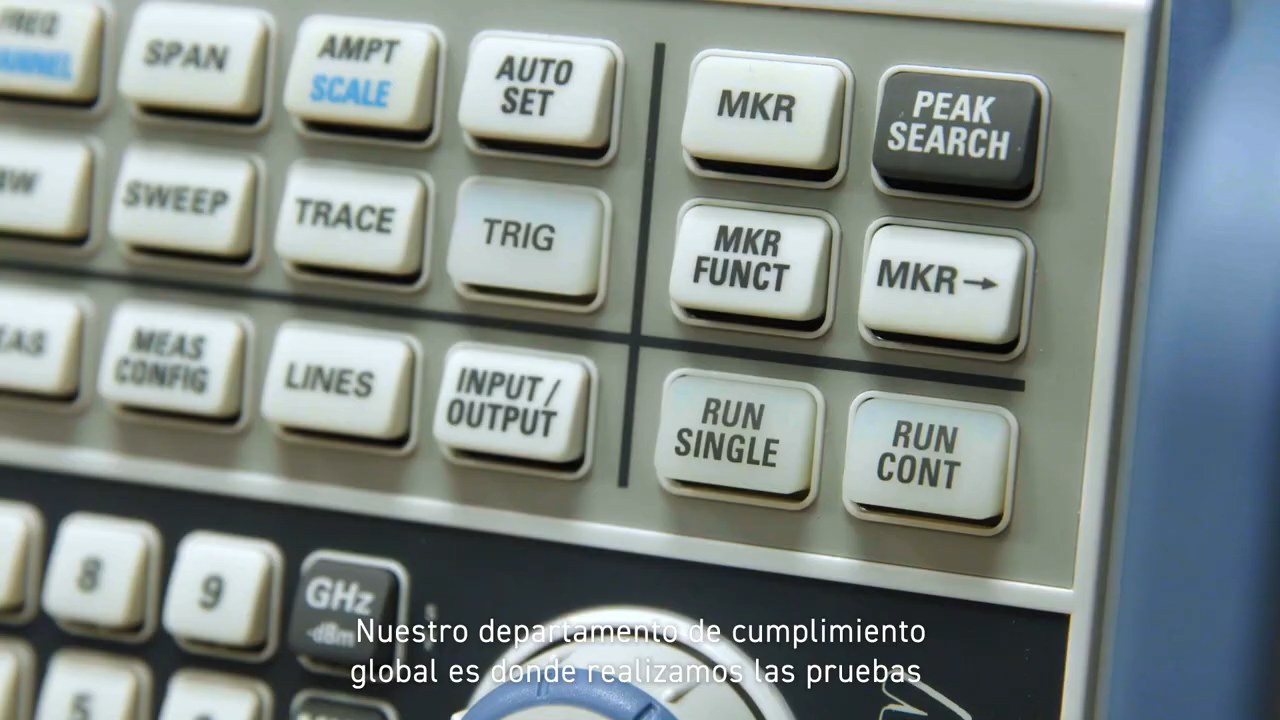 SPAN
AMPT
SCALE
AUTO
SET
MKR
PEAK
SEARCH
SWEEP
TRACE
TRIG
MKR
FUNCT
MKR→
MEAS
CONFIG
LINES
INPUT /
OUTPUT
RUN
SINGLE
RUN
CONT
8
9
GHz
-dBm
5
Nuestro departamento de cumplimiento
global es donde realizamos las pruebas